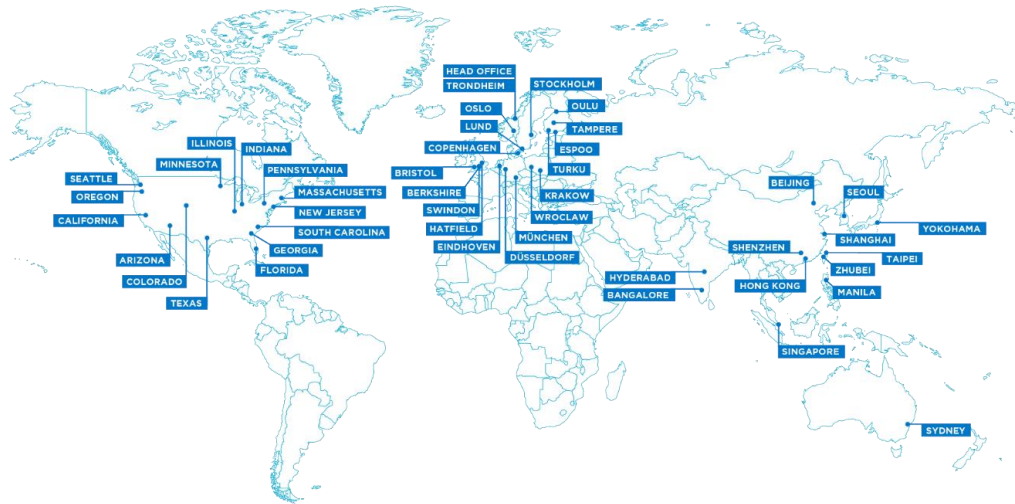 HEAD OFFICE
TRONDHEIM
STOCKHOLM
OSLO
OULU
LUND
TAMPERE
COPENHAGEN
ESPOO
ILLINOIS
INDIANA
MINNESOTA
PENNSYLVANIA
BRISTOL
TURKU
SEATTLE
MASSACHUSETTS
BERKSHIRE
KRAKOW
BEIJING
SEOUL
OREGON
NEW JERSEY
SWINDON
WROCLAW
CALIFORNIA
SOUTH CAROLINA
HATFIELD
MÜNCHEN
YOKOHAMA
ARIZONA
GEORGIA
EINDHOVEN
DÜSSELDORF
SHENZHEN
SHANGHAI
TAIPEI
COLORADO
FLORIDA
HYDERABAD
HONG KONG
ZHUBEI
TEXAS
BANGALORE
MANILA
SINGAPORE
SYDNEY